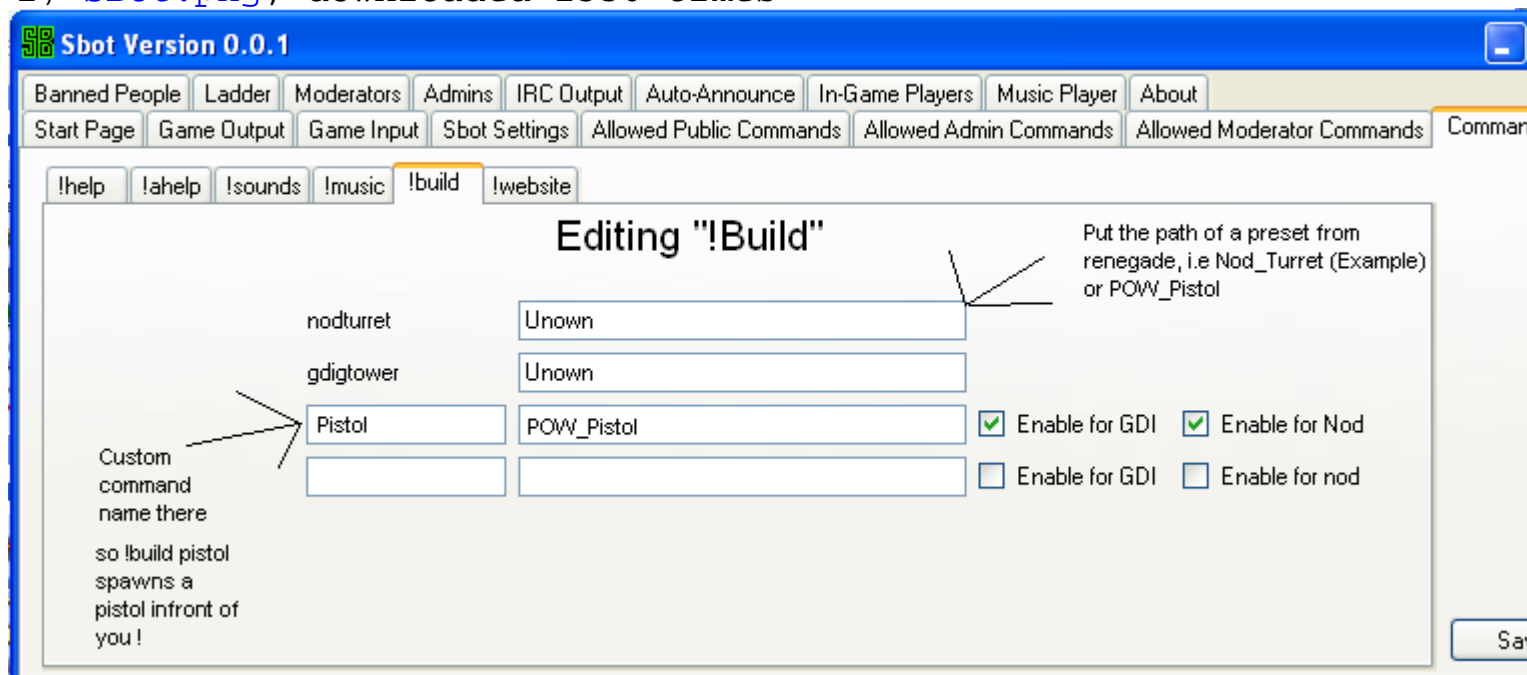 Sbot Version 0.0.1
Banned People Ladder Moderators Admins IRC Output Auto-Announce In-Game Players Music Player About
Start Page Game Output Game Input Sbot Settings Allowed Public Commands Allowed Admin Commands Allowed Moderator Commands
!help !ahelp !sounds !music !build !website
Editing "!Build"
Put the path of a preset from
renegade, i.e Nod_Turret (Example)
or POW_Pistol
nodturret Unown
gdigtower Unown
Pistol POW_Pistol Enable for GDI Enable for Nod
Enable for GDI Enable for nod
Custom
command
name there
so !build pistol
spawns a
pistol infront of
you !